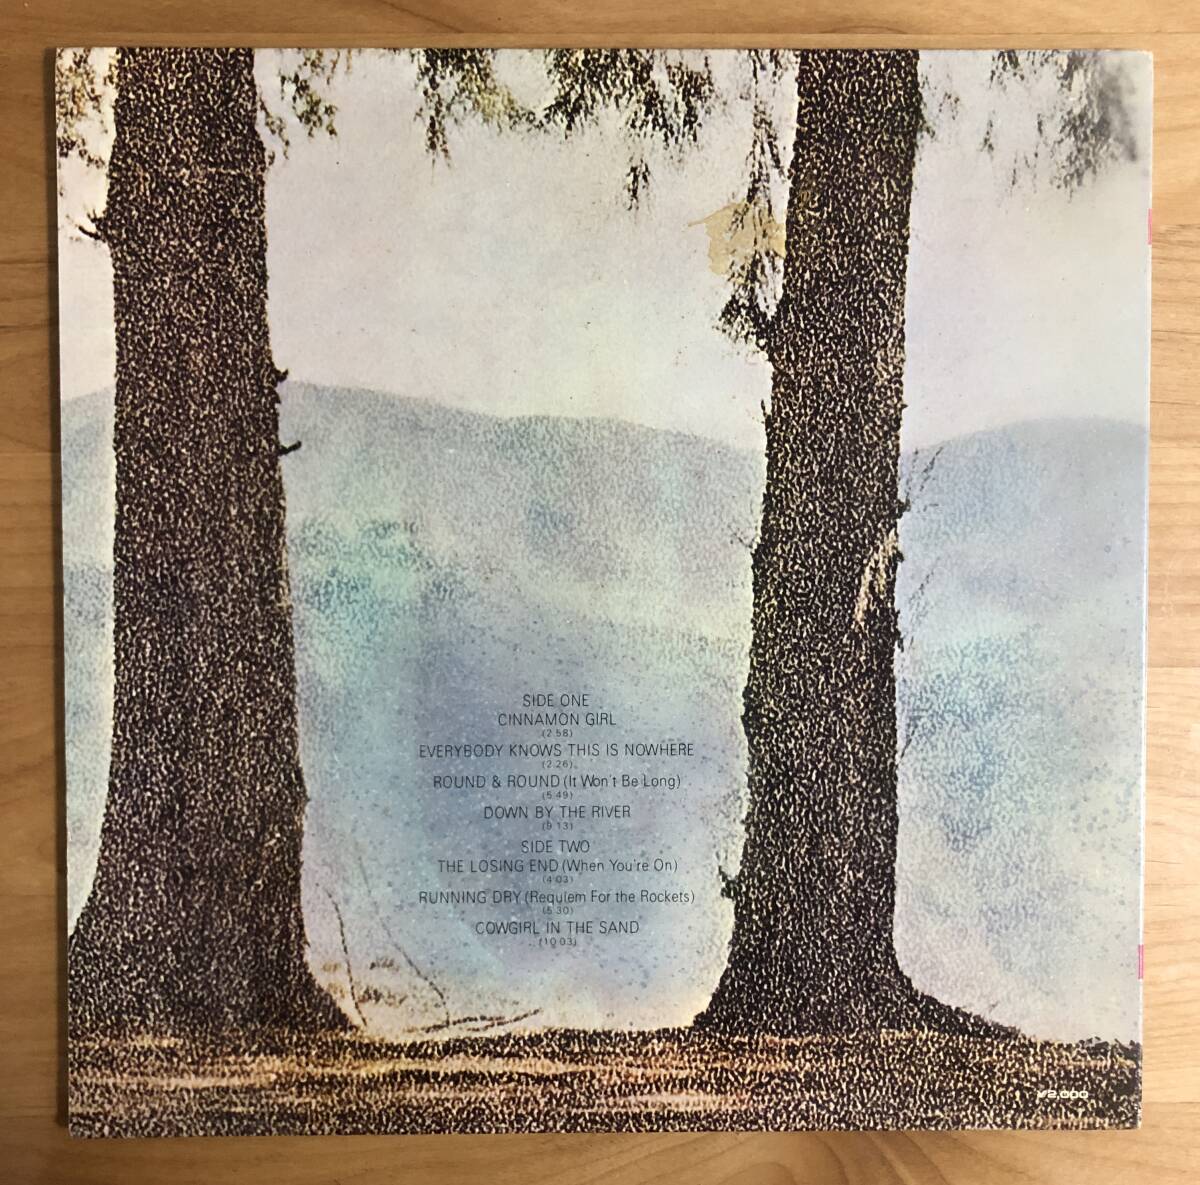 SIDE ONE
CINNAMON GIRL
(2:58)
EVERYBODY KNOWS THIS IS NOWHERE
(2:26)
ROUND & ROUND (It Won't Be Long)
(5:49)
DOWN BY THE RIVER
(9:13)
SIDE TWO
THE LOSING END (When You're On)
(4:03)
RUNNING DRY (Requiem For the Rockets)
(5:30)
COWGIRL IN THE SAND
(10:03)
¥2,000